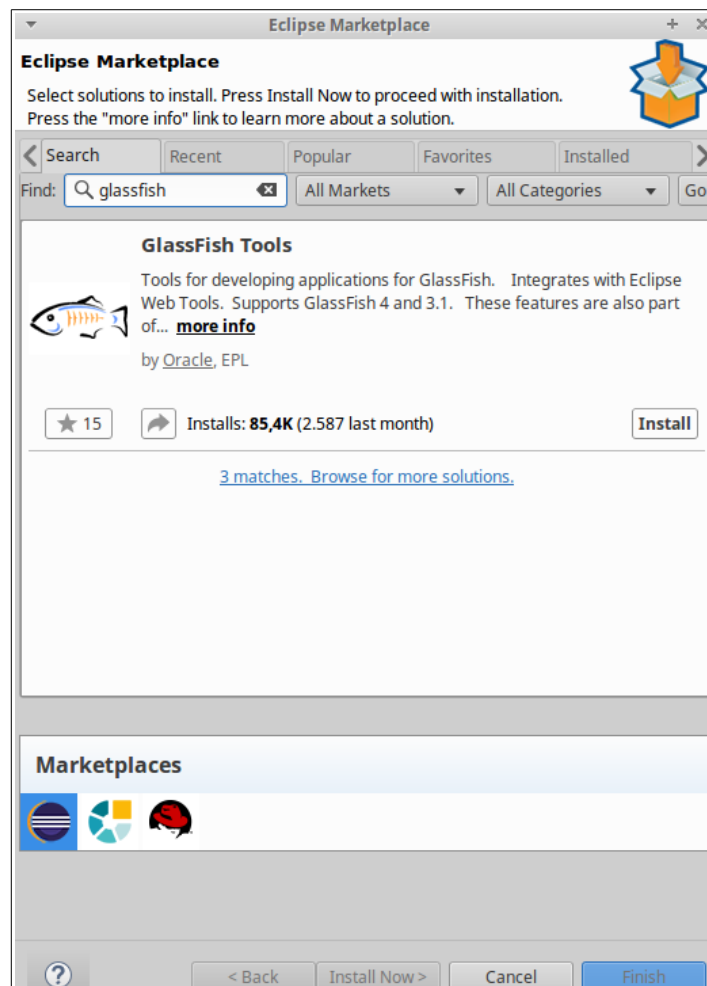 Eclipse Marketplace
Eclipse Marketplace
Select solutions to install. Press Install Now to proceed with installation.
Press the "more info" link to learn more about a solution.
Search Recent Popular Favorites Installed
Find: glassfish All Markets All Categories Go
GlassFish Tools
Tools for developing applications for GlassFish. Integrates with Eclipse
Web Tools. Supports GlassFish 4 and 3.1. These features are also part
of... more info
by Oracle, EPL
15 Installs: 85,4K (2.587 last month) Install
3 matches. Browse for more solutions.
Marketplaces
? < Back Install Now > Cancel Finish